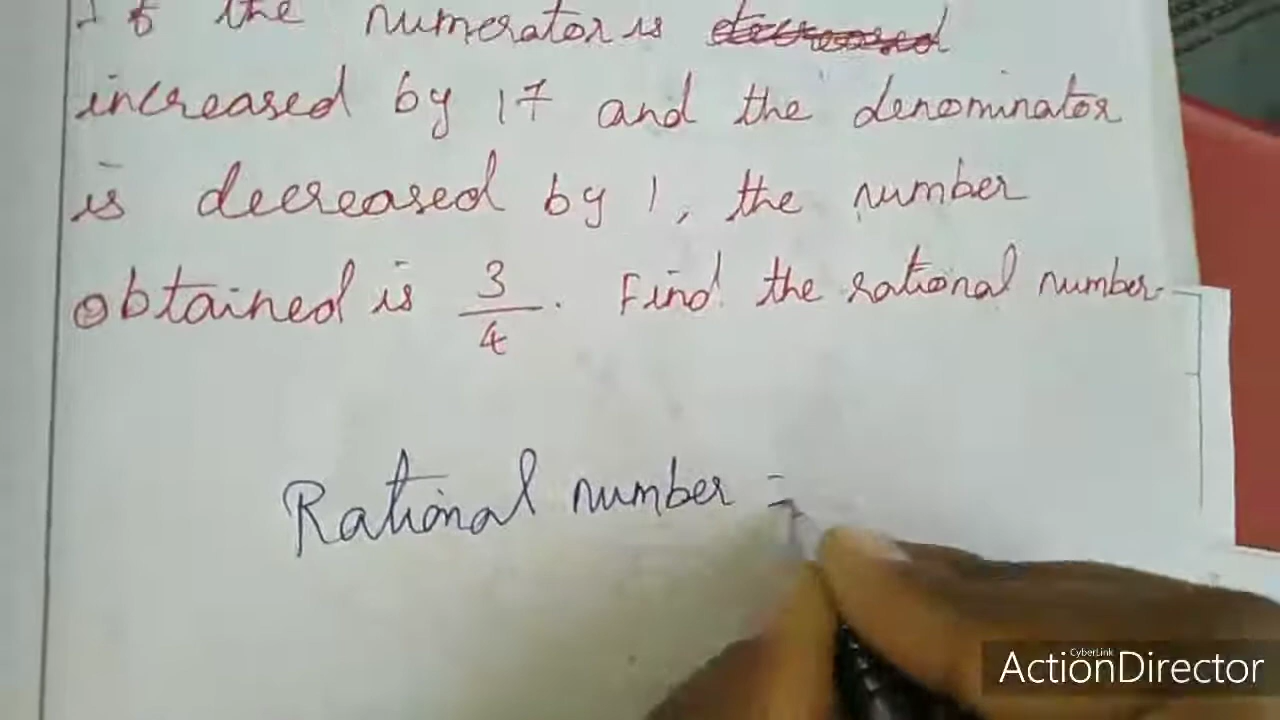 If the numerator is decreased
increased by 17 and the denominator
is decreased by 1, the number
obtained is 3/4. Find the rational number.
Rational number =
CyberLink
ActionDirector